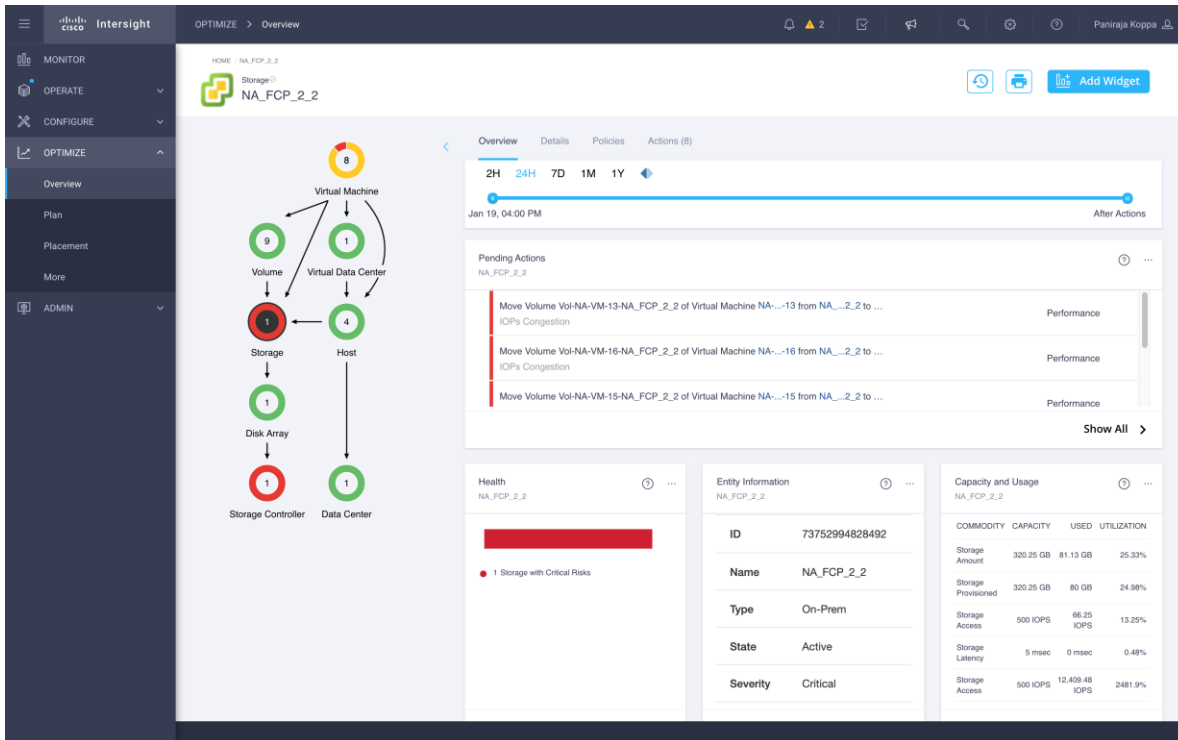 cisco Intersight
OPTIMIZE > Overview
2
Paniraja Koppa
MONITOR
OPERATE
CONFIGURE
OPTIMIZE
Overview
Plan
Placement
More
ADMIN
HOME / NA_FCP_2_2
Storage
NA_FCP_2_2
Add Widget
8
Virtual Machine
9
1
Volume
Virtual Data Center
1
4
Storage
Host
1
Disk Array
1
1
Storage Controller
Data Center
Overview Details Policies Actions (8)
2H 24H 7D 1M 1Y
Jan 19, 04:00 PM
After Actions
Pending Actions
NA_FCP_2_2
Move Volume Vol-NA-VM-13-NA_FCP_2_2 of Virtual Machine NA-...-13 from NA_...2_2 to ...
IOPs Congestion
Performance
Move Volume Vol-NA-VM-16-NA_FCP_2_2 of Virtual Machine NA-...-16 from NA_...2_2 to ...
IOPs Congestion
Performance
Move Volume Vol-NA-VM-15-NA_FCP_2_2 of Virtual Machine NA-...-15 from NA_...2_2 to ...
Performance
Show All
Health
NA_FCP_2_2
1 Storage with Critical Risks
Entity Information
NA_FCP_2_2
ID 73752994828492
Name NA_FCP_2_2
Type On-Prem
State Active
Severity Critical
Capacity and Usage
NA_FCP_2_2
COMMODITY CAPACITY USED UTILIZATION
Storage
Amount
320.25 GB 81.13 GB 25.33%
Storage
Provisioned
320.25 GB 80 GB 24.98%
Storage
Access
500 IOPS 66.25
IOPS
13.25%
Storage
Latency
5 msec 0 msec 0.48%
Storage
Access
500 IOPS 12,409.48
IOPS
2481.9%